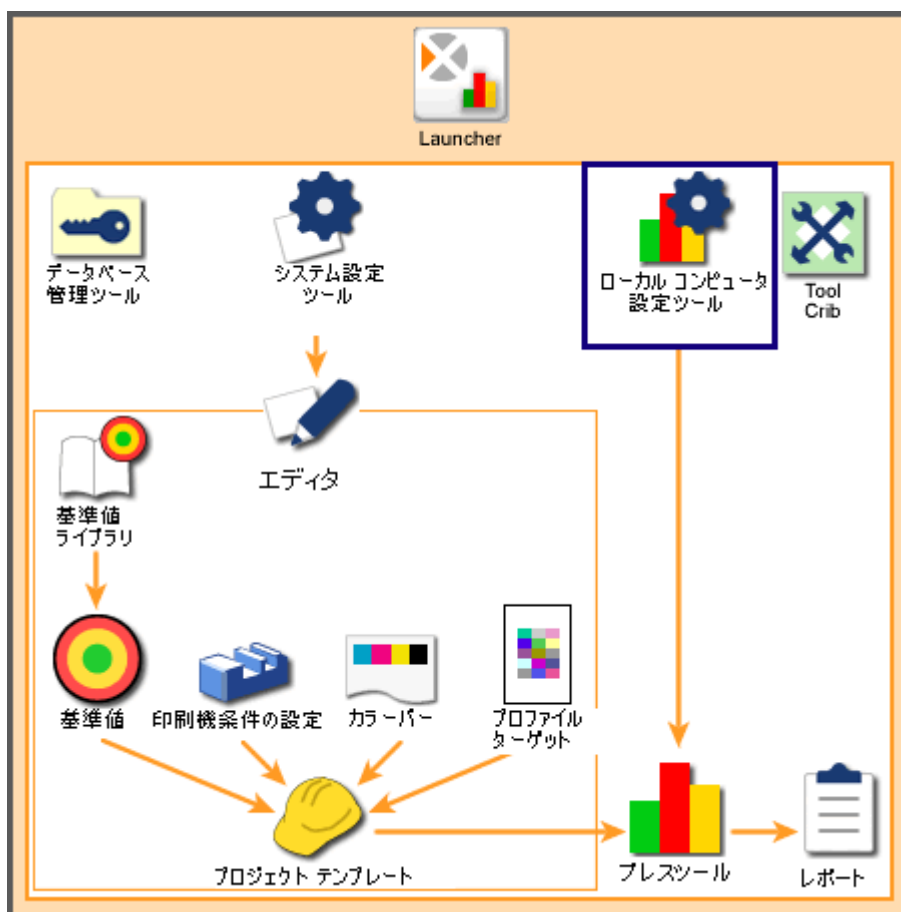 Launcher
データベース
管理ツール
システム設定
ツール
ローカル コンピュータ
設定ツール
Tool
Crib
エディタ
基準値
ライブラリ
基準値
印刷機条件の設定
カラーバー
プロファイル
ターゲット
プロジェクト テンプレート
プレスツール
レポート